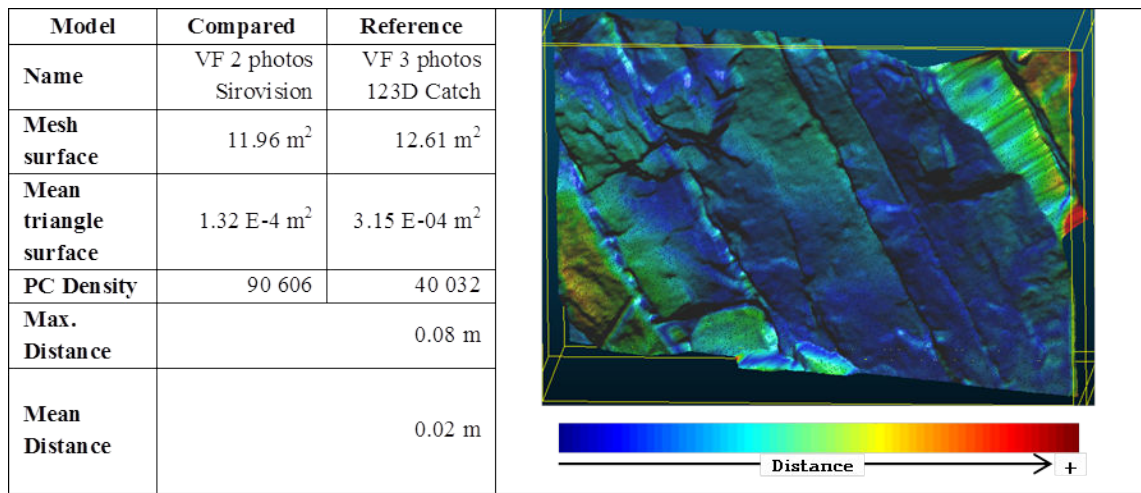 Model Compared Reference
Name VF 2 photos Sirovision VF 3 photos 123D Catch
Mesh surface 11.96 m² 12.61 m²
Mean triangle surface 1.32 E-4 m² 3.15 E-04 m²
PC Density 90 606 40 032
Max. Distance 0.08 m
Mean Distance 0.02 m
Distance +